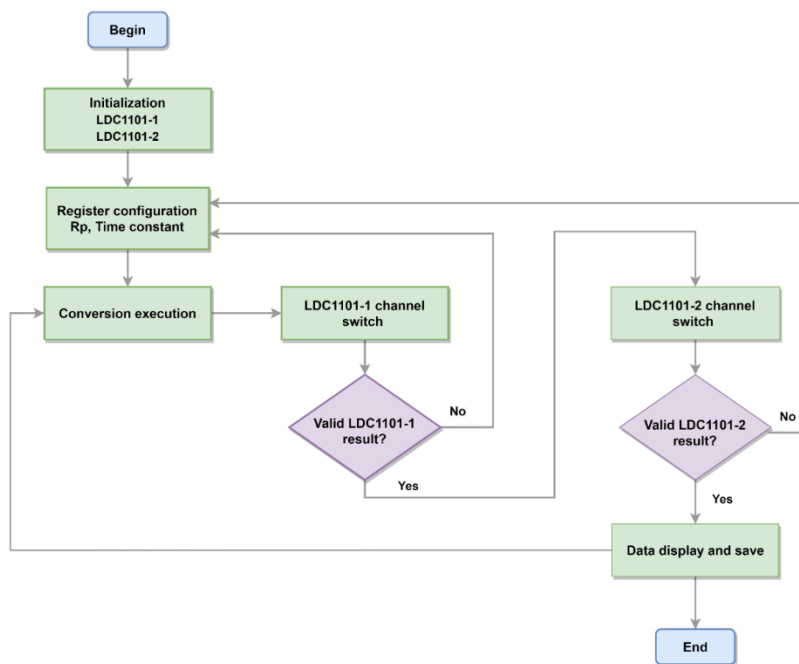 Begin
Initialization
LDC1101-1
LDC1101-2
Register configuration
Rp, Time constant
Conversion execution
LDC1101-1 channel
switch
Valid LDC1101-1
result?
No
Yes
LDC1101-2 channel
switch
Valid LDC1101-2
result?
No
Yes
Data display and save
End